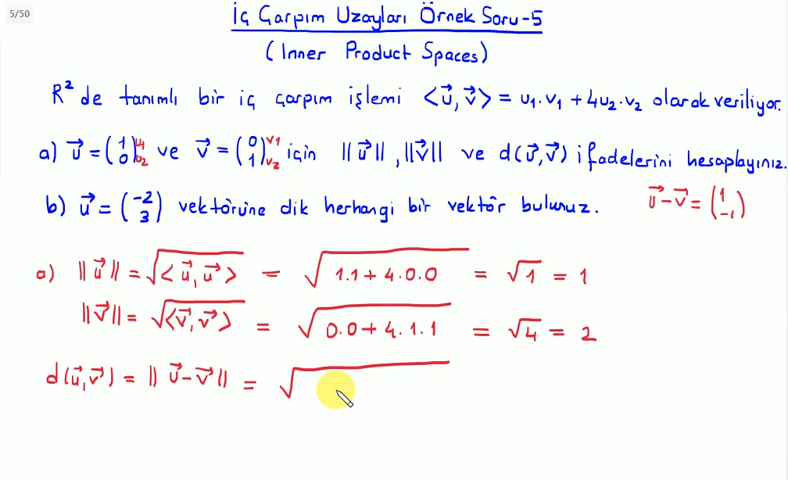 5/50
İç Çarpım Uzayları Örnek Soru-5
(Inner Product Spaces)
R² de tanımlı bir iç çarpım işlemi <u⃗,v⃗> = u₁.v₁ + 4u₂.v₂ olarak veriliyor.
a) u⃗ = (1 0) u₁ u₂ ve v⃗ = (0 1) v₁ v₂ için ||u⃗||, ||v⃗|| ve d(u⃗,v⃗) ifadelerini hesaplayınız.
b) u⃗ = (-2 3) vektörüne dik herhangi bir vektör bulunuz.
u⃗-v⃗ = (1 -1)
a) ||u⃗|| = √<u⃗,u⃗> = √1.1+4.0.0 = √1 = 1
||v⃗|| = √<v⃗,v⃗> = √0.0+4.1.1 = √4 = 2
d(u⃗,v⃗) = ||u⃗-v⃗|| = √